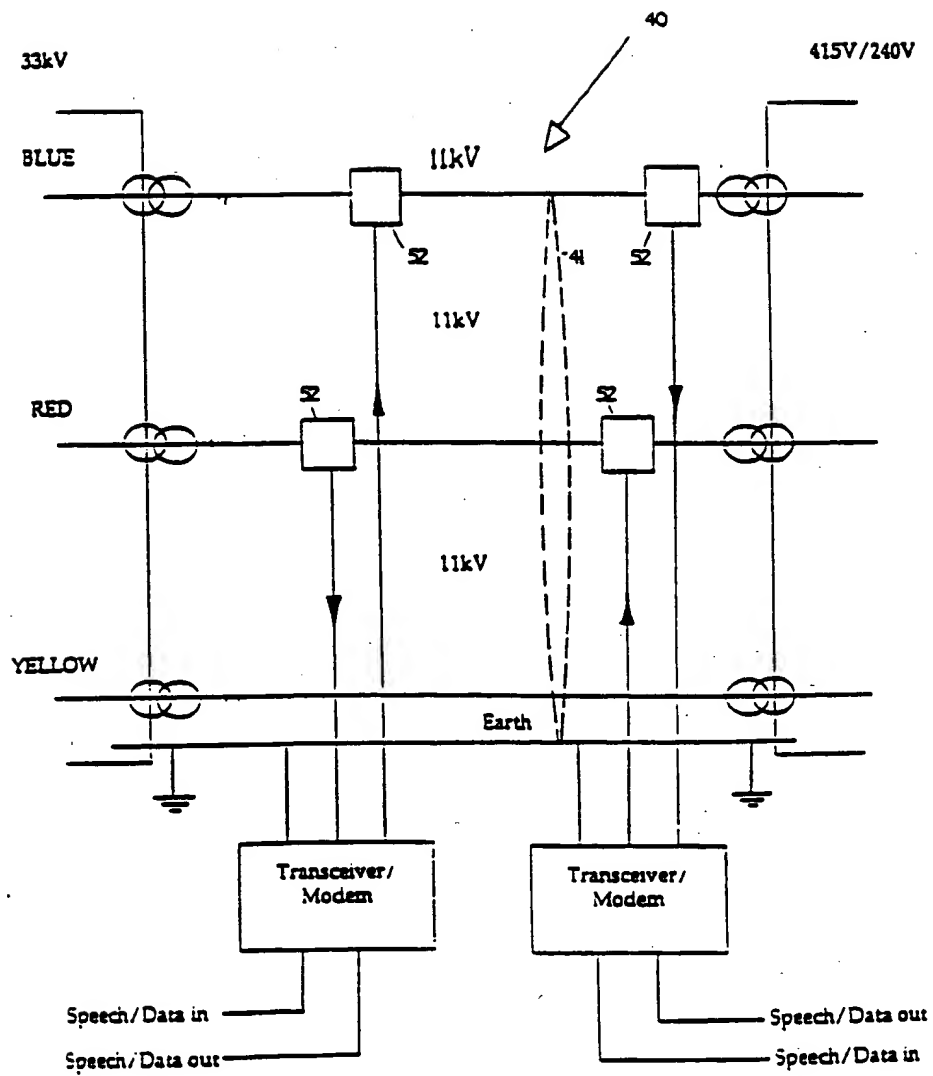 40
33kV
415V/240V
BLUE
11kV
52
41
52
11kV
RED
52
52
11kV
YELLOW
Earth
Transceiver/
Modem
Transceiver/
Modem
Speech/Data in
Speech/Data out
Speech/Data out
Speech/Data in